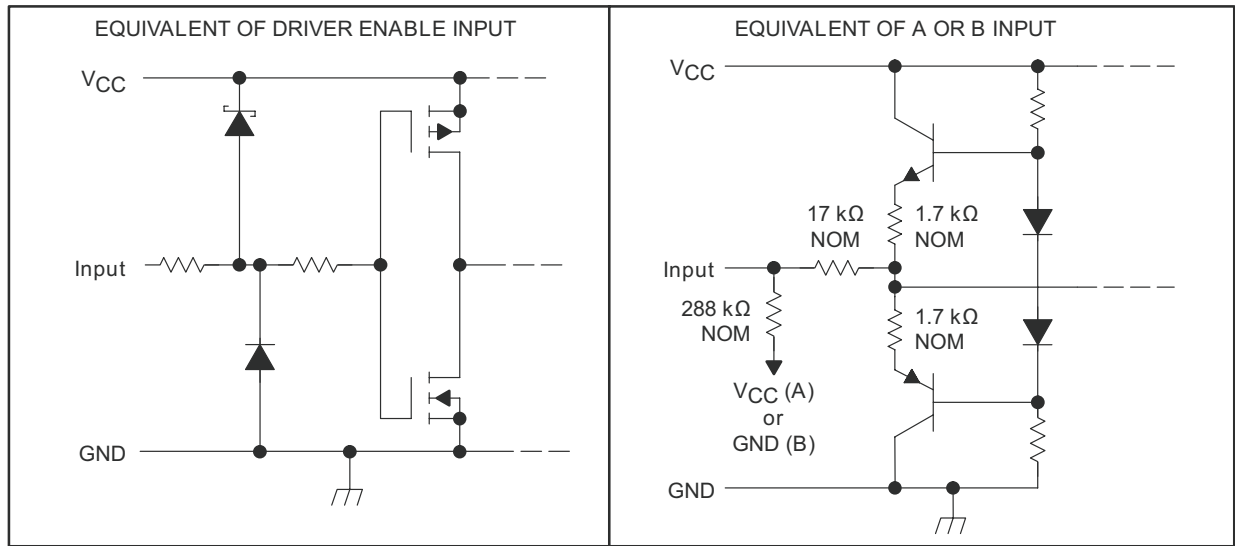 EQUIVALENT OF DRIVER ENABLE INPUT
VCC
Input
GND
EQUIVALENT OF A OR B INPUT
VCC
17 kΩ
NOM
1.7 kΩ
NOM
Input
288 kΩ
NOM
1.7 kΩ
NOM
VCC (A)
or
GND (B)
GND